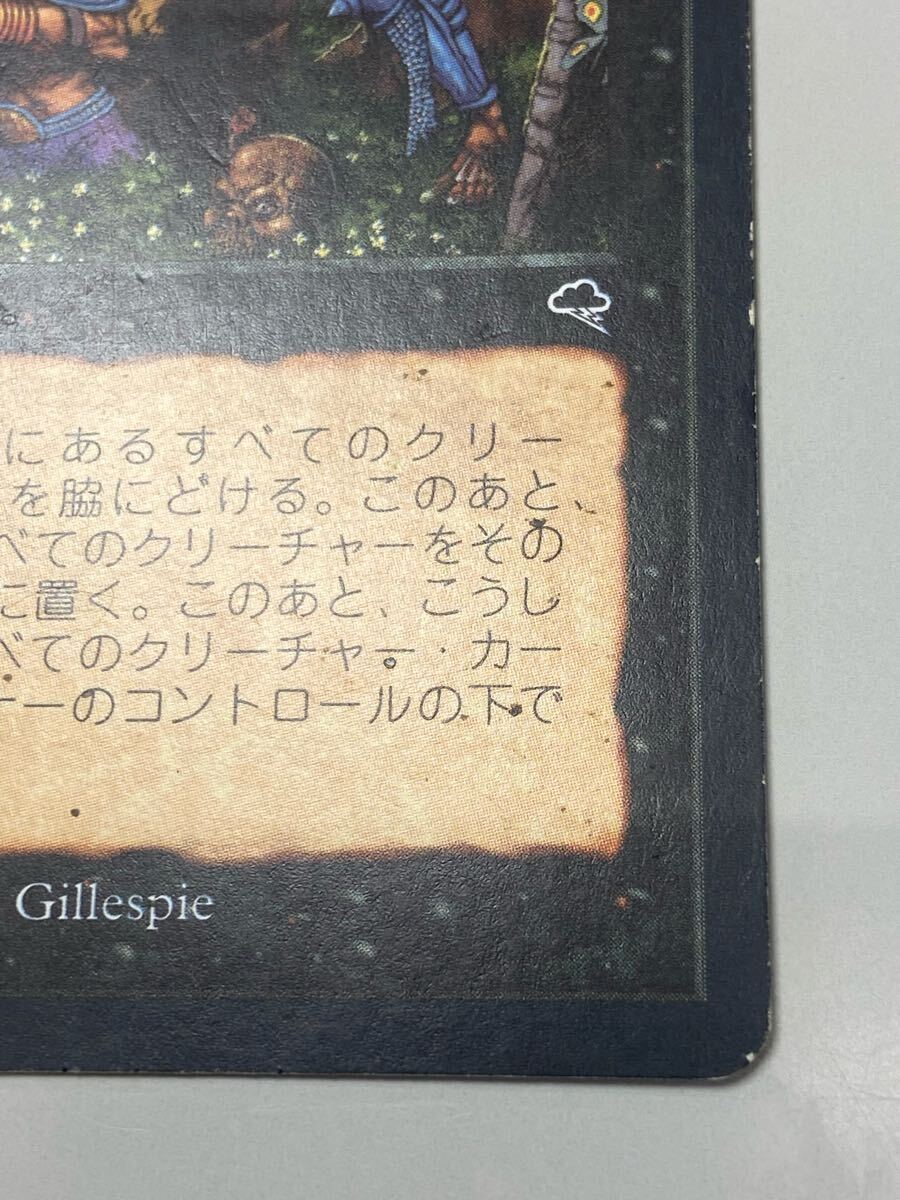 にあるすべてのクリー
を脇にどける。このあと、
べてのクリーチャーをその
に置く。このあと、こうし
べてのクリーチャー・カー
ーのコントロールの下で
Gillespie